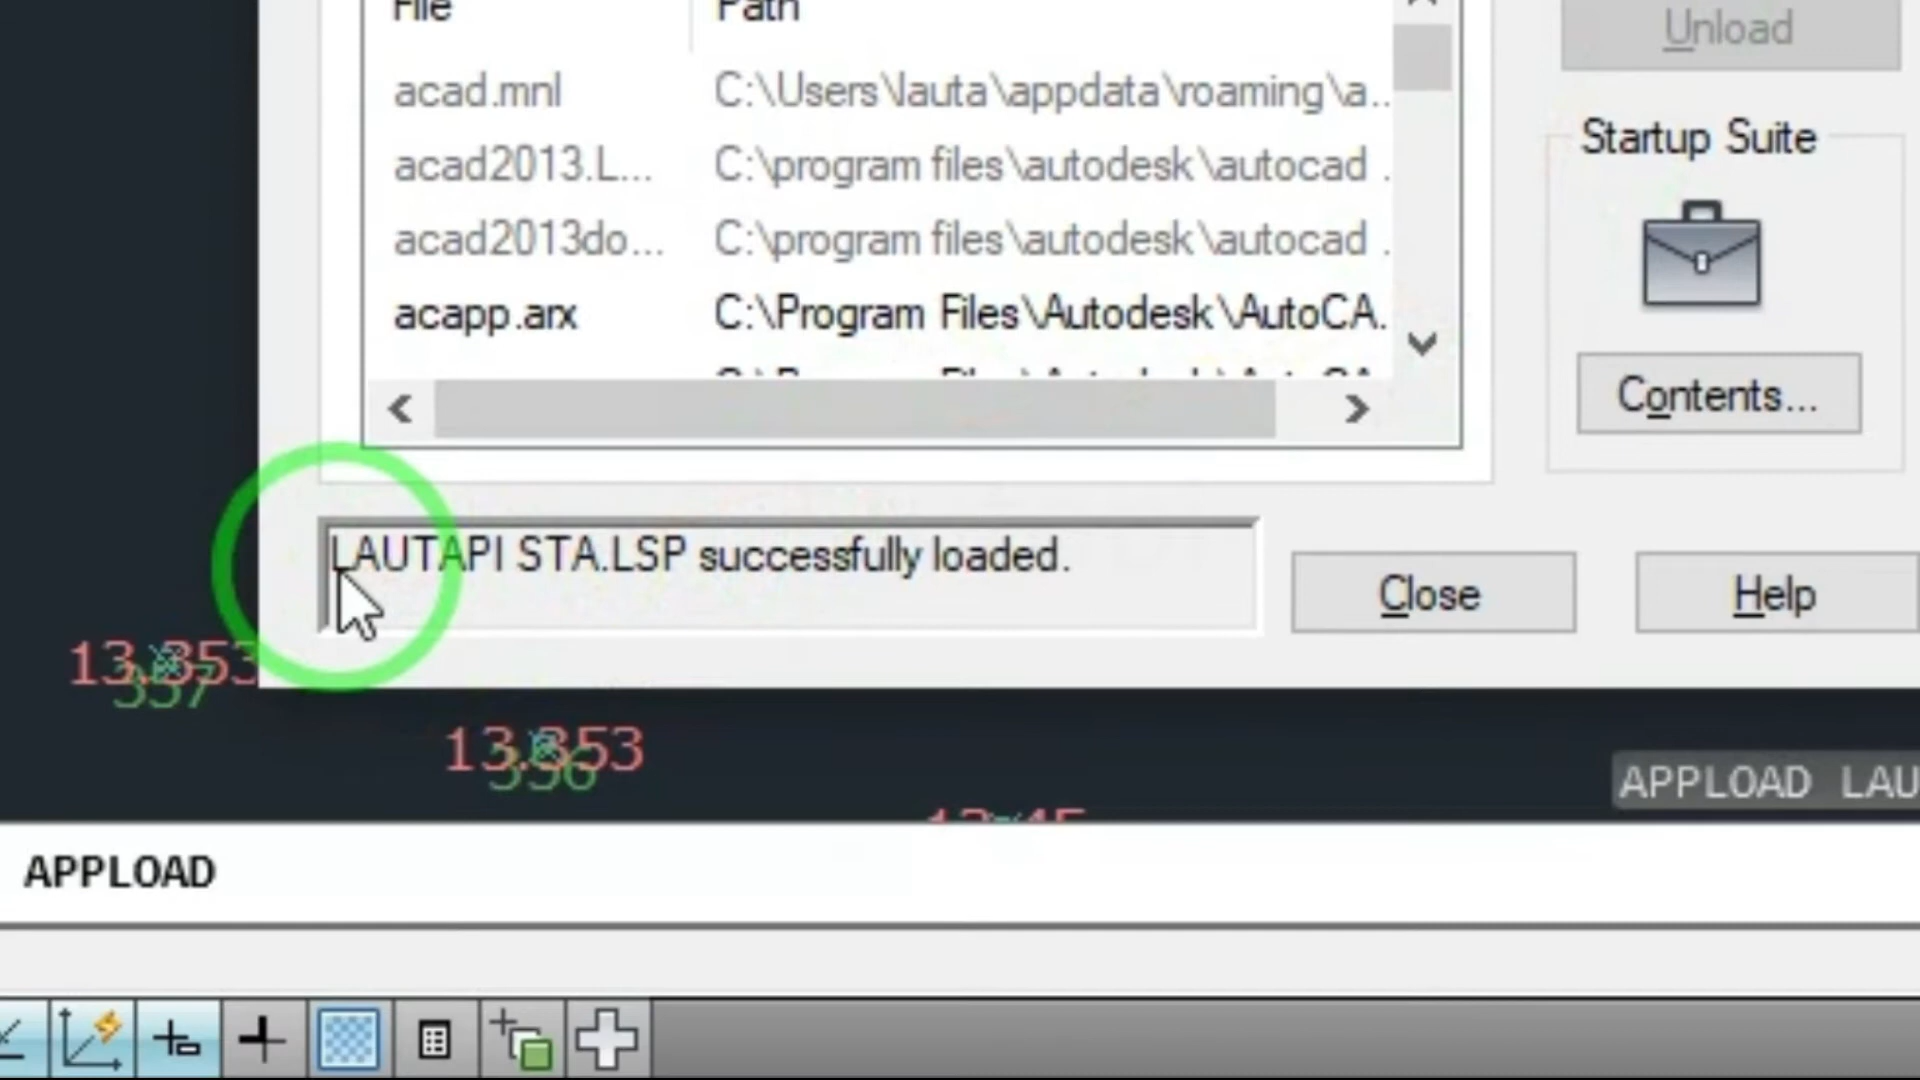 File Path
Unload
acad.mnl C:\Users\lauta\appdata\roaming\a..
Startup Suite
acad2013.L... C:\program files\autodesk\autocad .
acad2013do... C:\program files\autodesk\autocad .
acapp.arx C:\Program Files\Autodesk\AutoCA.
Contents...
LAUTAPI STA.LSP successfully loaded.
Close
Help
13.353
357
13.353
356
APPLOAD LAU
APPLOAD